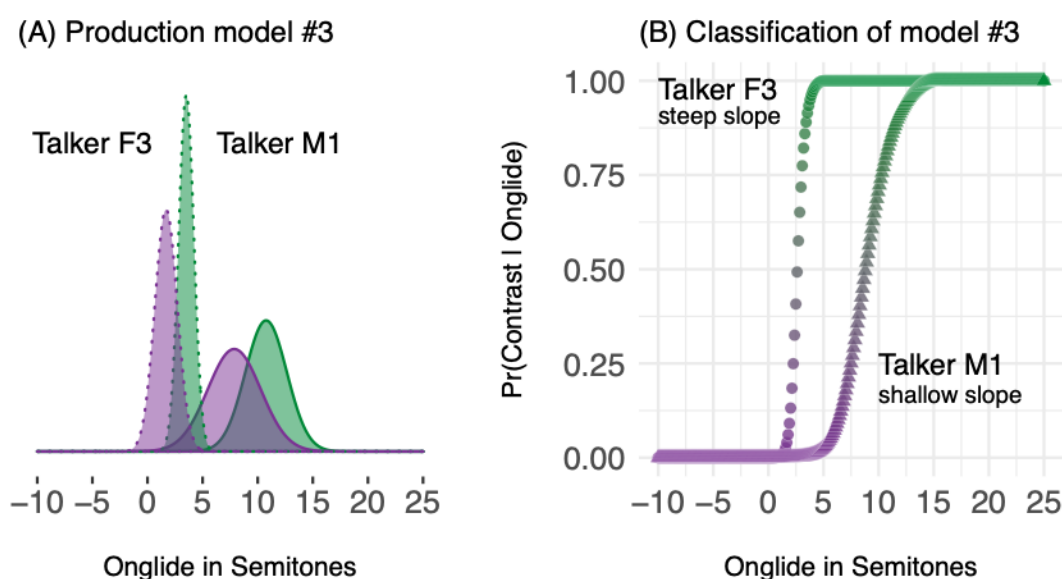 (A) Production model #3
Talker F3
Talker M1
−10 −5 0 5 10 15 20 25
Onglide in Semitones
(B) Classification of model #3
Pr(Contrast I Onglide)
1.00
0.75
0.50
0.25
0.00
Talker F3
steep slope
Talker M1
shallow slope
−10 −5 0 5 10 15 20 25
Onglide in Semitones